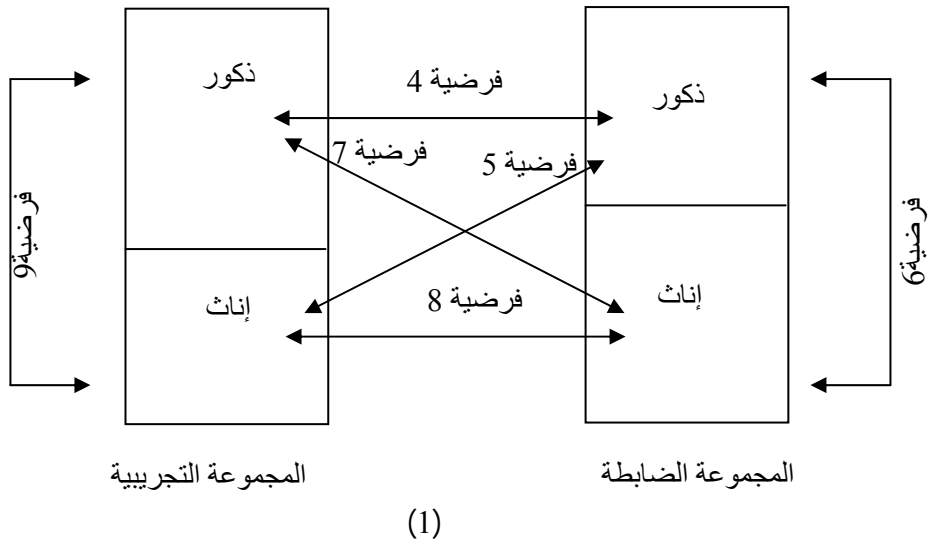 ذكور
فرضية 4
ذكور
فرضية 5
فرضية 7
فرضية6
فرضية9
إناث
فرضية 8
إناث
المجموعة الضابطة
المجموعة التجريبية
(1)